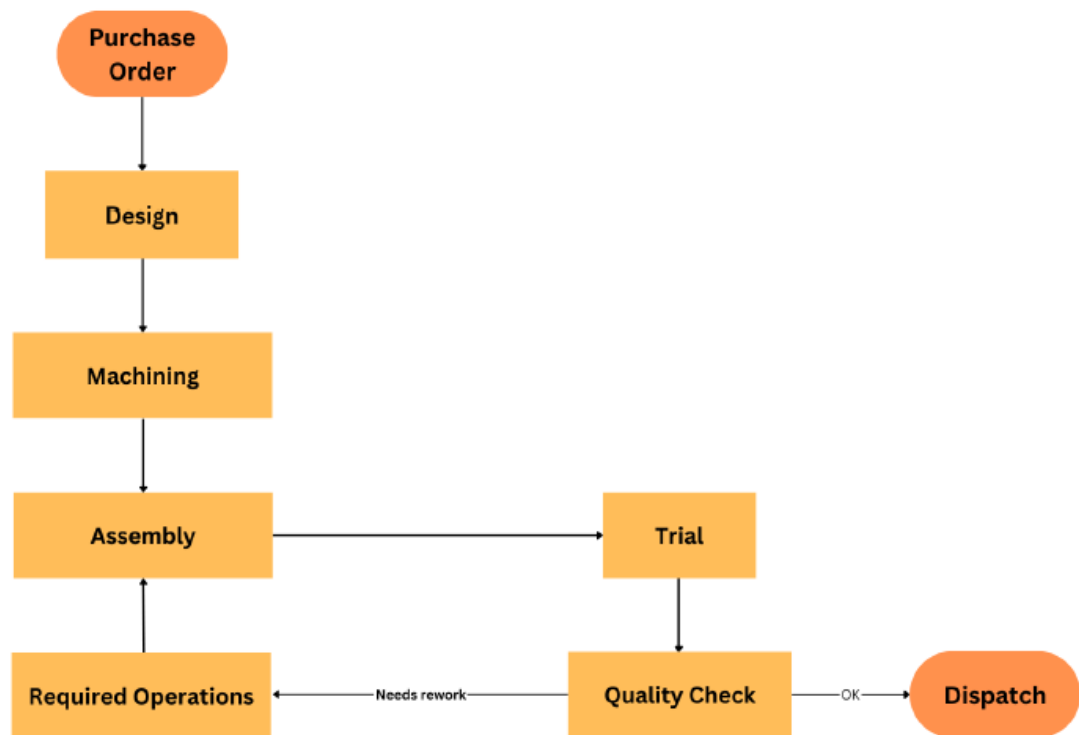 Purchase
Order
Design
Machining
Assembly
Trial
Required Operations
Needs rework
Quality Check
OK
Dispatch